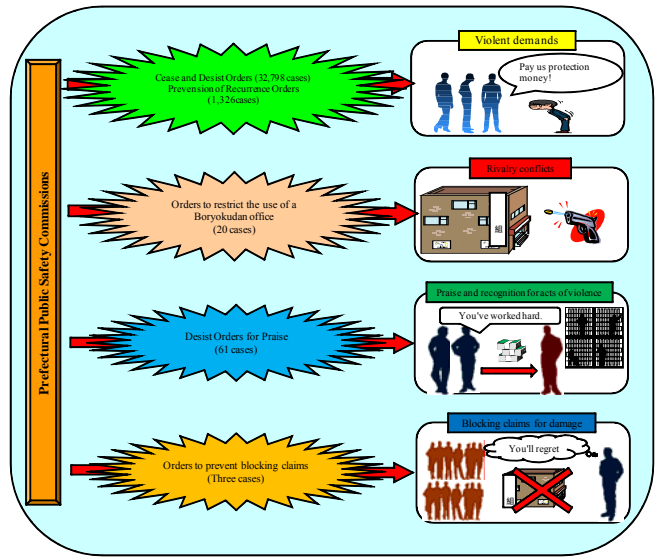 Prefectural Public Safety Commissions
Cease and Desist Orders (32,798 cases)
Prevension of Recurrence Orders
(1,326cases)
Violent demands
Pay us protection
money!
Orders to restrict the use of a
Boryokudan office
(20 cases)
Rivalry conflicts
組
Desist Orders for Praise
(61 cases)
Praise and recognition for acts of violence
You've worked hard.
Orders to prevent blocking claims
(Three cases)
Blocking claims for damage
You'll regret
組